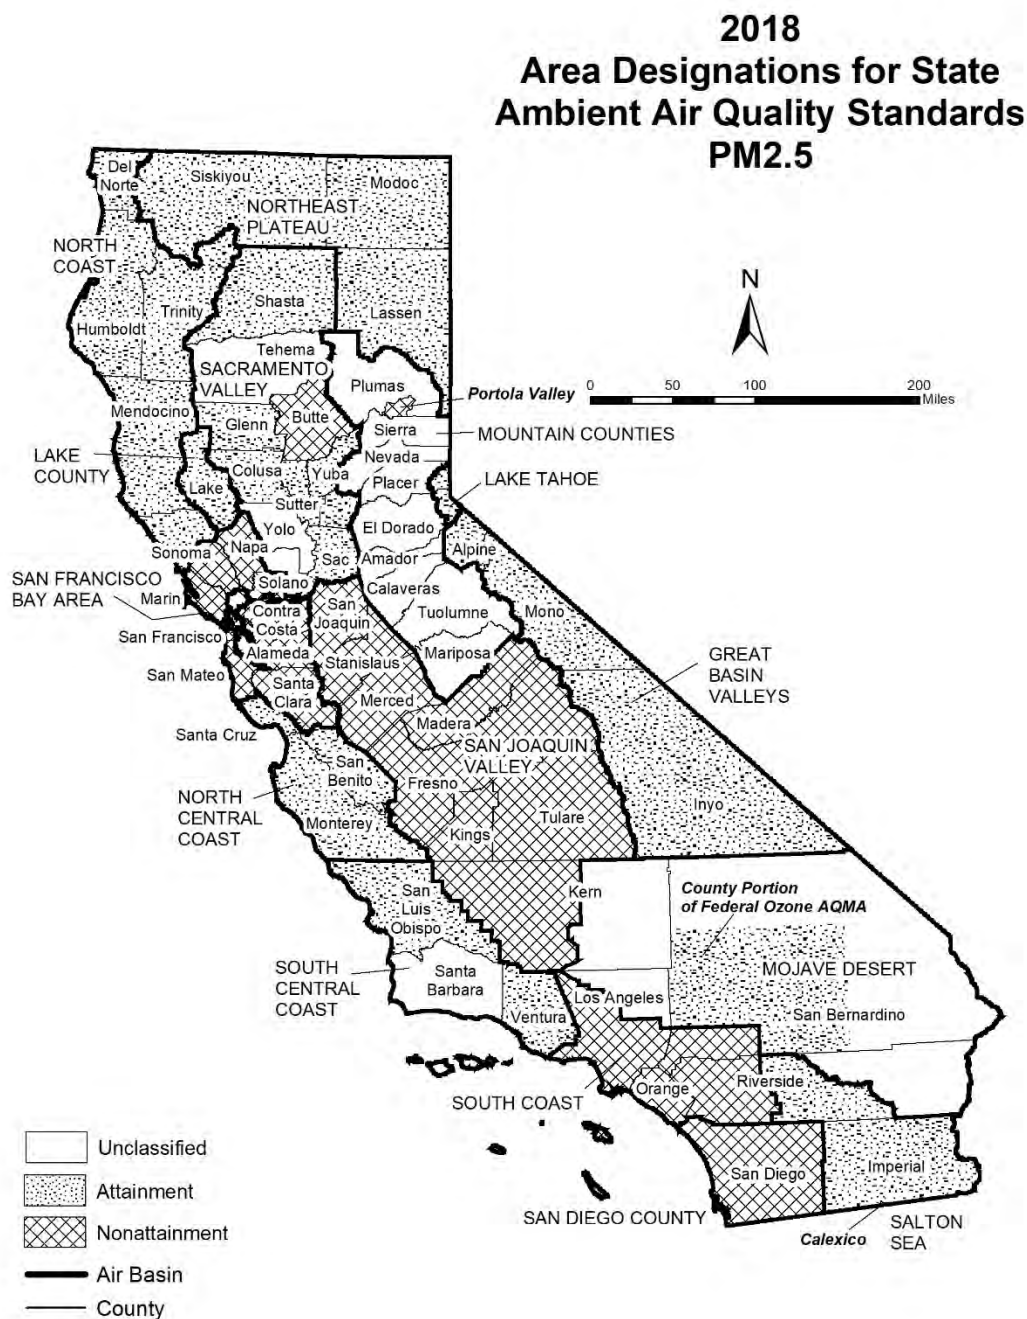 2018
Area Designations for State
Ambient Air Quality Standards
PM2.5
Del
Norte
Siskiyou
Modoc
NORTHEAST
PLATEAU
NORTH
COAST
N
Shasta
Trinity
Lassen
Humboldt
Tehema
SACRAMENTO
VALLEY
Plumas
0
50
100
200
Miles
Portola Valley
Mendocino
Butte
Glenn
Sierra
MOUNTAIN COUNTIES
LAKE
COUNTY
Nevada
Colusa
Yuba
Placer
LAKE TAHOE
Lake
Sutter
Yolo
El Dorado
Napa
Sonoma
Sac
Amador
Alpine
SAN FRANCISCO
BAY AREA
Solano
Calaveras
Marin
Contra
Costa
San
Joaquin
Tuolumne
Mono
San Francisco
Alameda
Stanislaus
Mariposa
GREAT
BASIN
VALLEYS
San Mateo
Santa
Clara
Merced
Madera
Santa Cruz
SAN JOAQUIN
VALLEY
San
Benito
Fresno
NORTH
CENTRAL
COAST
Monterey
Kings
Tulare
Inyo
Kern
County Portion
of Federal Ozone AQMA
San
Luis
Obispo
SOUTH
CENTRAL
COAST
Santa
Barbara
MOJAVE DESERT
Los Angeles
Ventura
San Bernardino
Orange
Riverside
SOUTH COAST
Unclassified
San Diego
Imperial
Attainment
SAN DIEGO COUNTY
Calexico
SALTON
SEA
Nonattainment
Air Basin
County